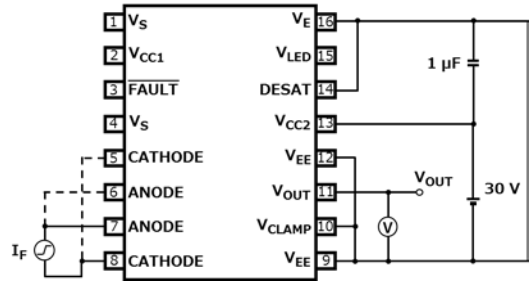 1 VS VE 16
2 VCC1 VLED 15
3 FAULT DESAT 14
4 VS VCC2 13
5 CATHODE VEE 12
6 ANODE VOUT 11
7 ANODE VCLAMP 10
8 CATHODE VEE 9
1 µF
VOUT
30 V
V
IF